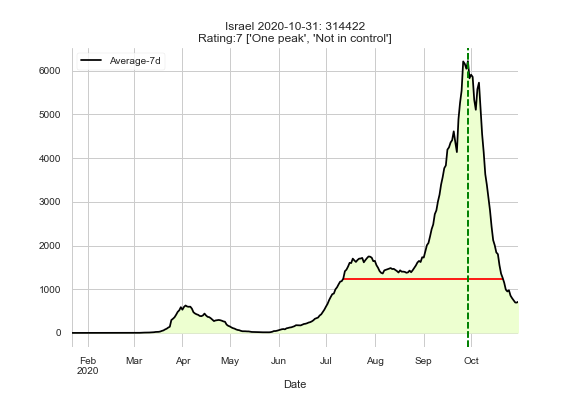 Israel 2020-10-31: 314422
Rating:7 ['One peak', 'Not in control']
Average-7d
6000
5000
4000
3000
2000
1000
0
Feb Mar Apr May Jun Jul Aug Sep Oct
2020
Date